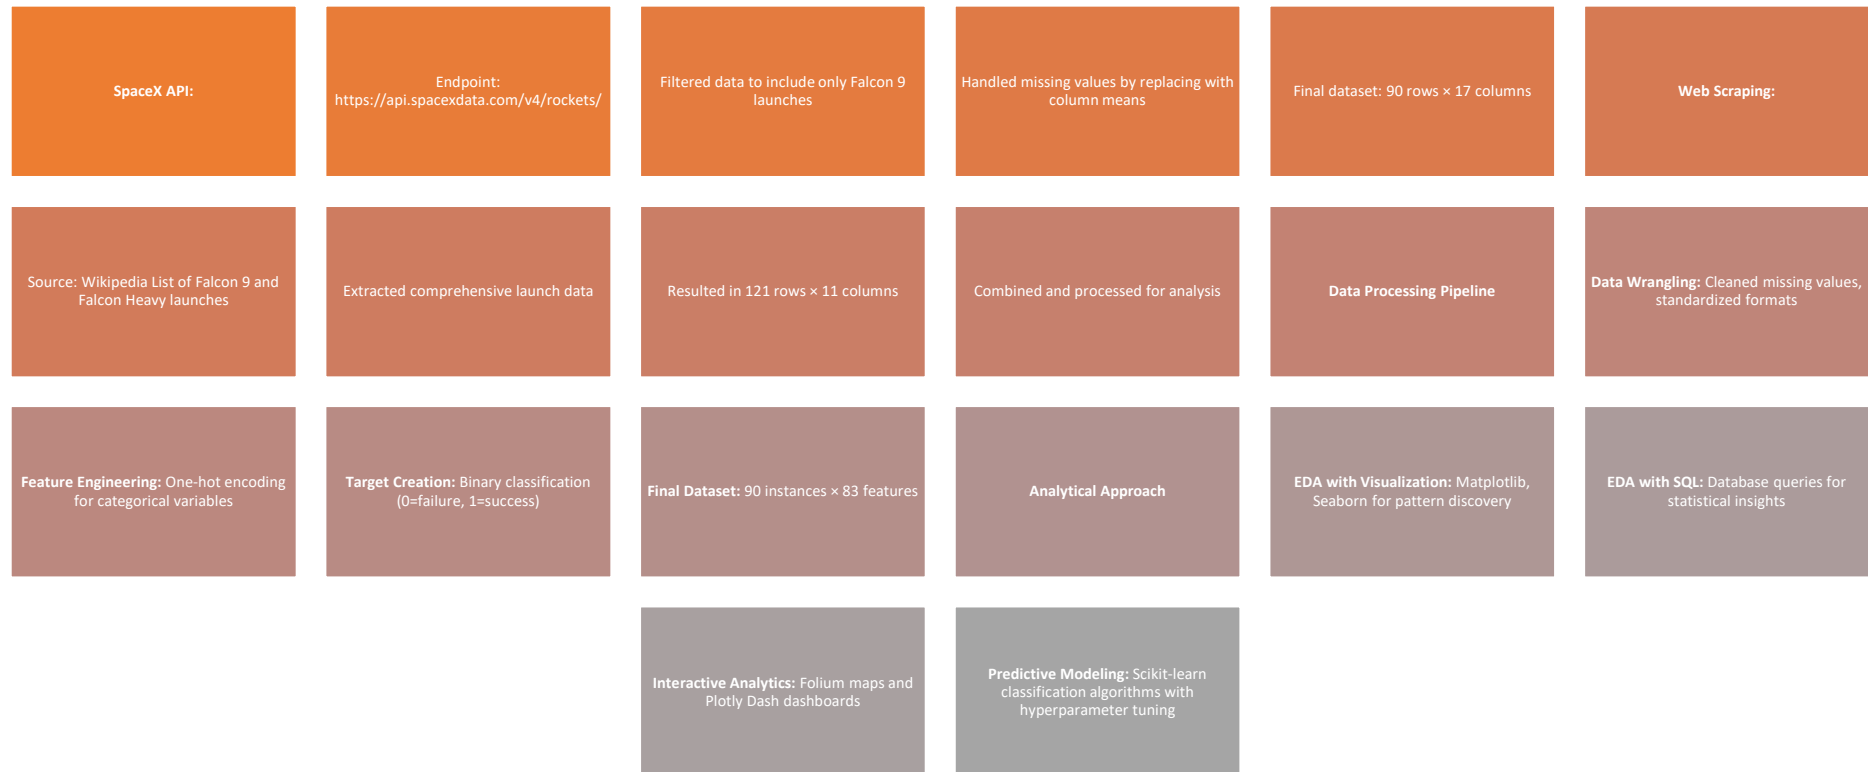 SpaceX API:
Endpoint:
https://api.spacexdata.com/v4/rockets/
Filtered data to include only Falcon 9
launches
Handled missing values by replacing with
column means
Final dataset: 90 rows × 17 columns
Web Scraping:
Source: Wikipedia List of Falcon 9 and
Falcon Heavy launches
Extracted comprehensive launch data
Resulted in 121 rows × 11 columns
Combined and processed for analysis
Data Processing Pipeline
Data Wrangling: Cleaned missing values,
standardized formats
Feature Engineering: One-hot encoding
for categorical variables
Target Creation: Binary classification
(0=failure, 1=success)
Final Dataset: 90 instances × 83 features
Analytical Approach
EDA with Visualization: Matplotlib,
Seaborn for pattern discovery
EDA with SQL: Database queries for
statistical insights
Interactive Analytics: Folium maps and
Plotly Dash dashboards
Predictive Modeling: Scikit-learn
classification algorithms with
hyperparameter tuning